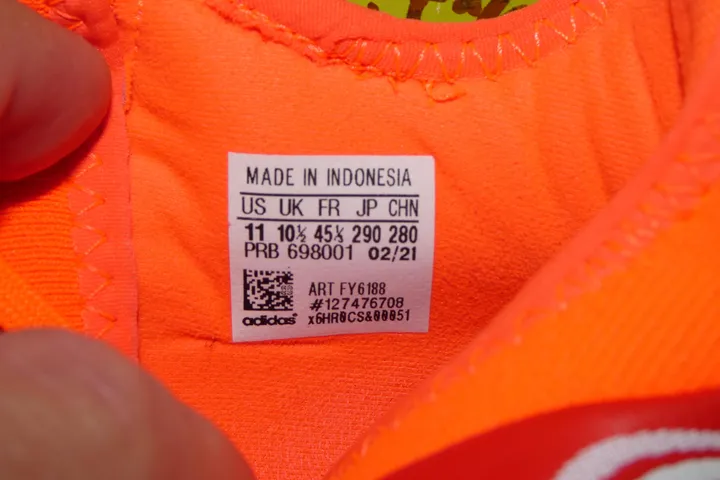 MADE IN INDONESIA
US UK FR JP CHN
11 10½ 45⅓ 290 280
PRB 698001 02/21
ART FY6188
#127476708
adidas x6HR0CS&00051